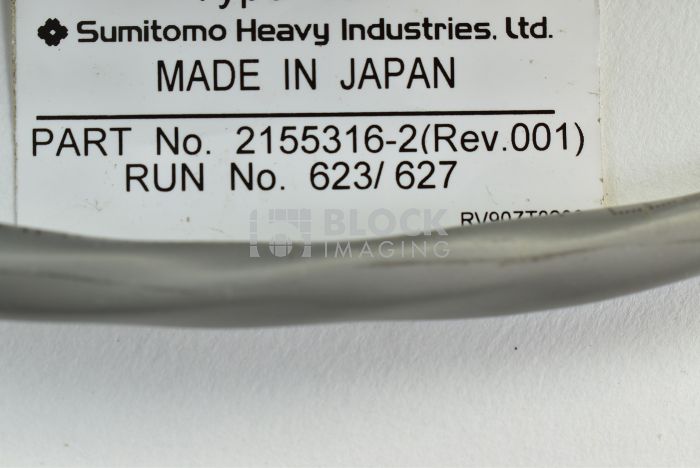 Sumitomo Heavy Industries, Ltd.
MADE IN JAPAN
PART No. 2155316-2(Rev.001)
RUN No. 623/ 627
BLOCK
IMAGING